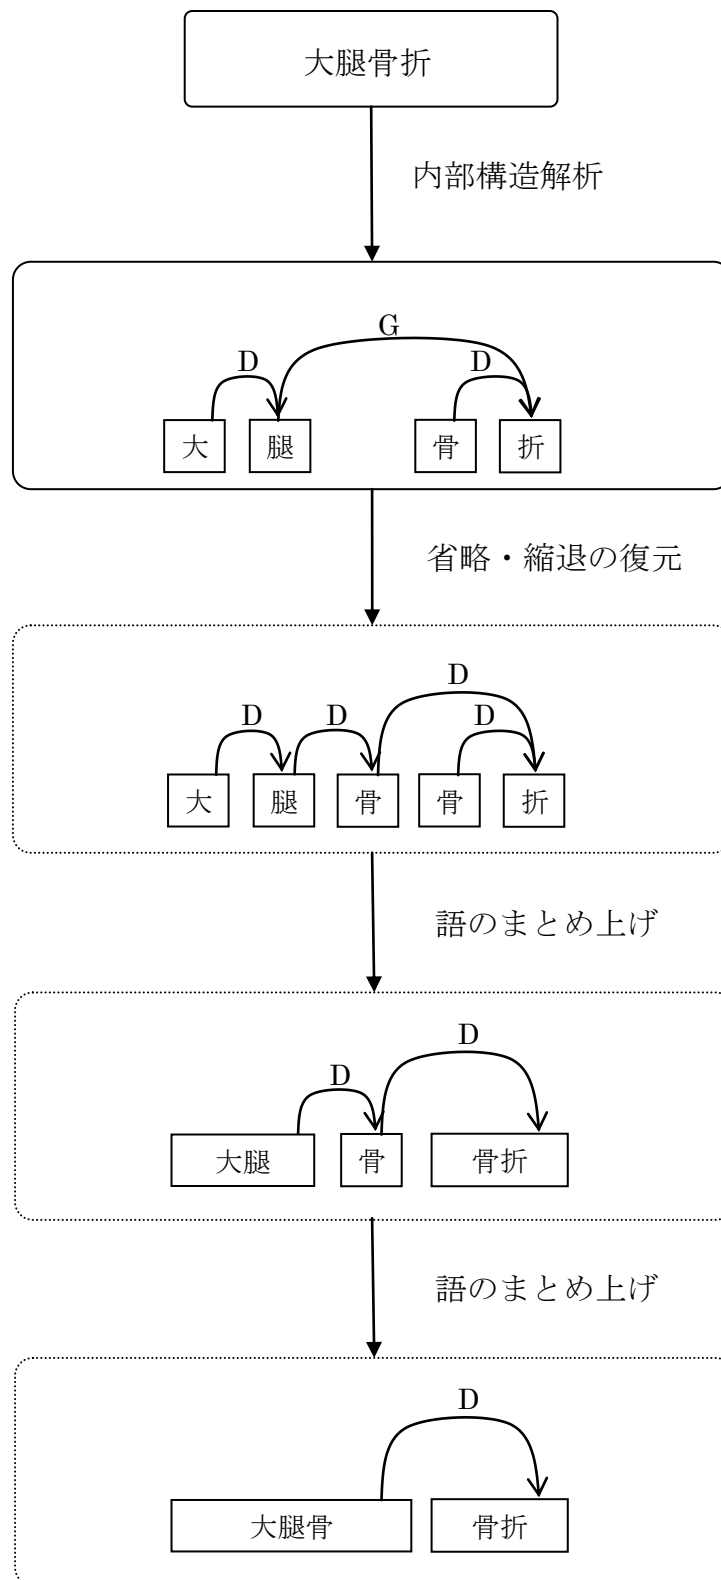 大腿骨折
内部構造解析
G
D D
大 腿 骨 折
省略・縮退の復元
D
D D D
大 腿 骨 骨 折
語のまとめ上げ
D
D
大腿 骨 骨折
語のまとめ上げ
D
大腿骨 骨折